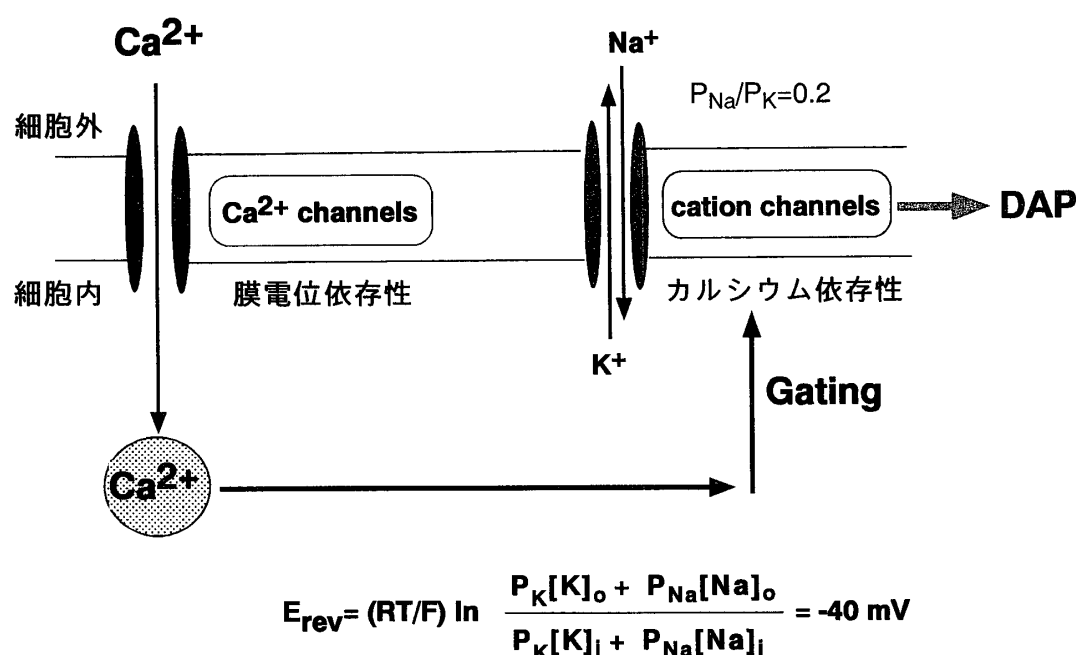 Ca2+
Na+
PNa/PK=0.2
細胞外
Ca2+ channels
cation channels
DAP
細胞内
膜電位依存性
カルシウム依存性
K+
Gating
Ca2+
Erev= (RT/F) ln PK[K]o + PNa[Na]o = -40 mV
PK[K]i + PNa[Na]i